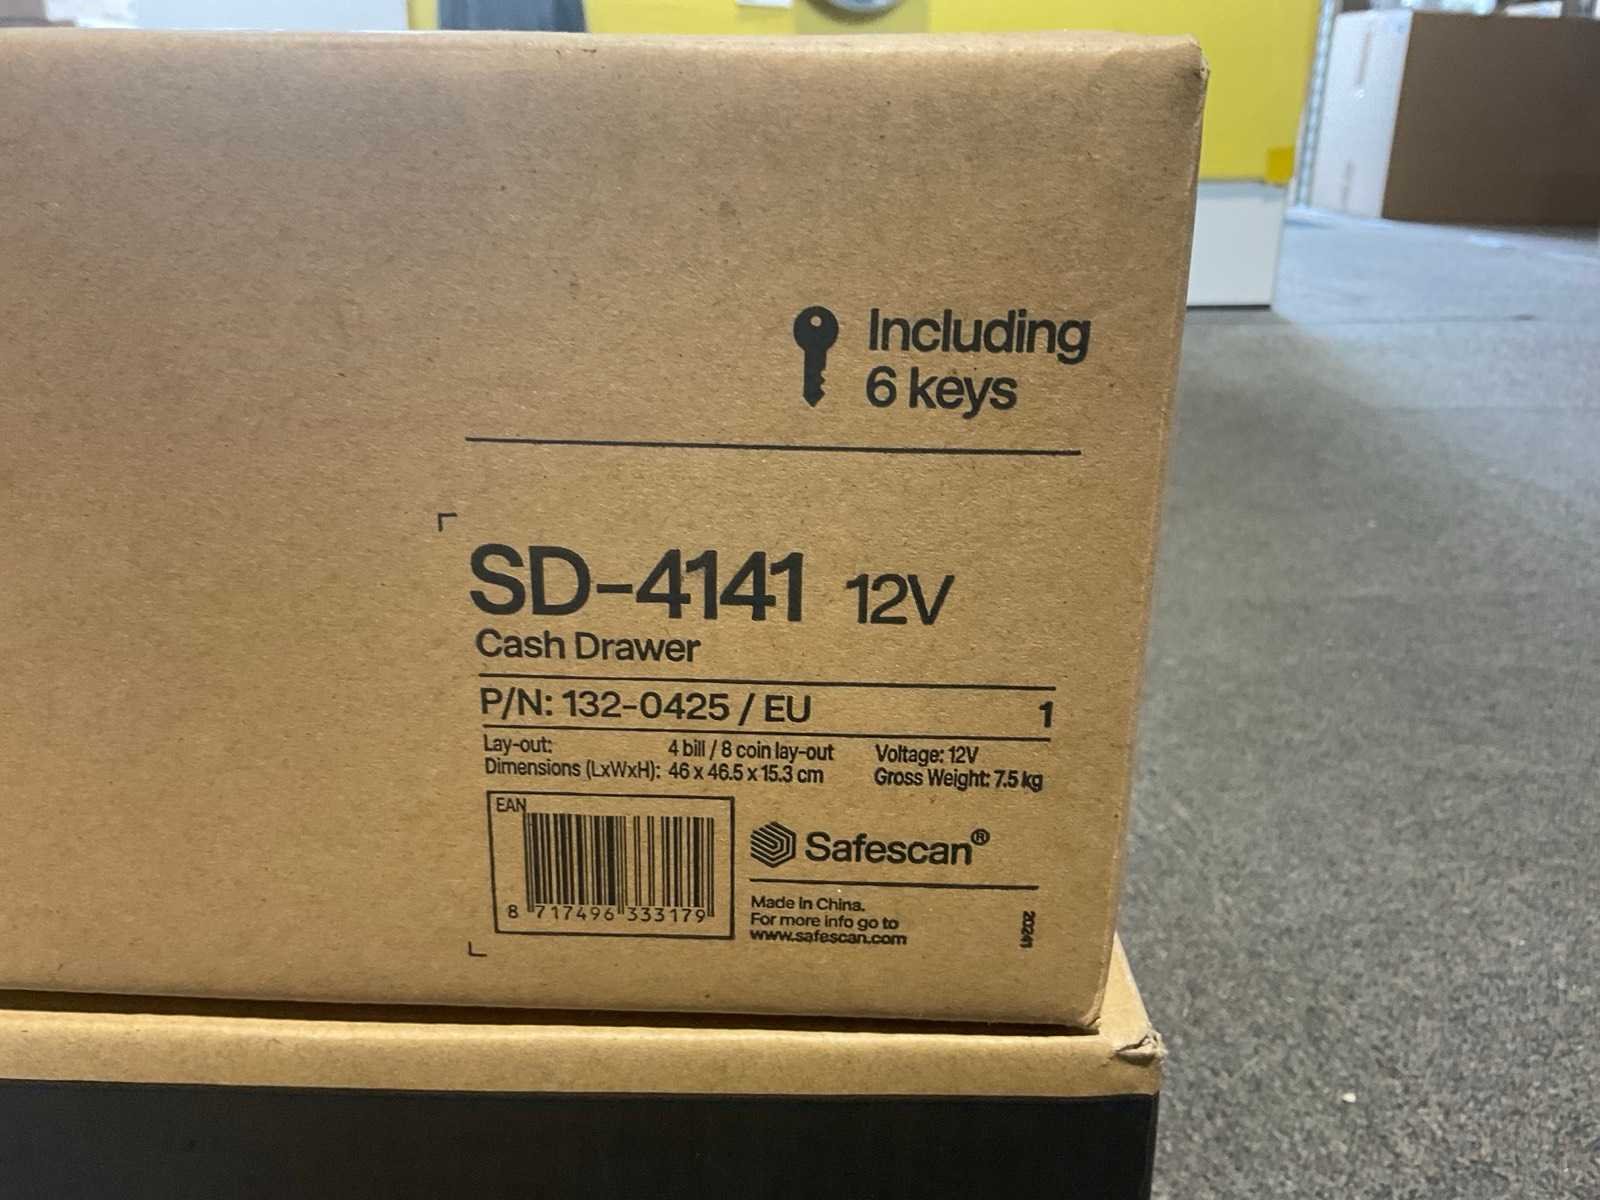 Including
6 keys
SD-4141 12V
Cash Drawer
P/N: 132-0425 / EU 1
Lay-out: 4 bill / 8 coin lay-out Voltage: 12V
Dimensions (LxWxH): 46 x 46.5 x 15.3 cm Gross Weight: 7.5 kg
EAN
8 717496 333179
Safescan®
Made in China.
For more info go to
www.safescan.com
20241